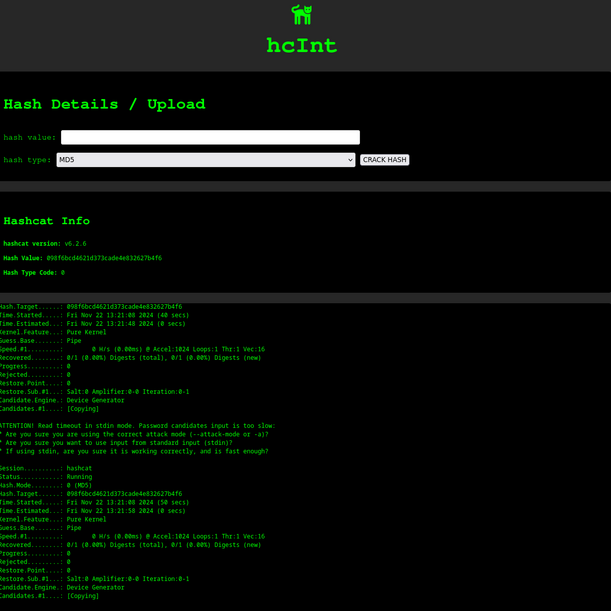 hcInt
Hash Details / Upload
hash value:
hash type: MD5 CRACK HASH
Hashcat Info
hashcat version: v6.2.6
Hash Value: 098f6bcd4621d373cade4e832627b4f6
Hash Type Code: 0
Hash.Target......: 098f6bcd4621d373cade4e832627b4f6
Time.Started.....: Fri Nov 22 13:21:08 2024 (40 secs)
Time.Estimated...: Fri Nov 22 13:21:48 2024 (0 secs)
Kernel.Feature...: Pure Kernel
Guess.Base.......: Pipe
Speed.#1.........: 0 H/s (0.00ms) @ Accel:1024 Loops:1 Thr:1 Vec:16
Recovered........: 0/1 (0.00%) Digests (total), 0/1 (0.00%) Digests (new)
Progress.........: 0
Rejected.........: 0
Restore.Point....: 0
Restore.Sub.#1...: Salt:0 Amplifier:0-0 Iteration:0-1
Candidate.Engine.: Device Generator
Candidates.#1....: [Copying]
ATTENTION! Read timeout in stdin mode. Password candidates input is too slow:
* Are you sure you are using the correct attack mode (--attack-mode or -a)?
* Are you sure you want to use input from standard input (stdin)?
* If using stdin, are you sure it is working correctly, and is fast enough?
Session..........: hashcat
Status...........: Running
Hash.Mode........: 0 (MD5)
Hash.Target......: 098f6bcd4621d373cade4e832627b4f6
Time.Started.....: Fri Nov 22 13:21:08 2024 (50 secs)
Time.Estimated...: Fri Nov 22 13:21:58 2024 (0 secs)
Kernel.Feature...: Pure Kernel
Guess.Base.......: Pipe
Speed.#1.........: 0 H/s (0.00ms) @ Accel:1024 Loops:1 Thr:1 Vec:16
Recovered........: 0/1 (0.00%) Digests (total), 0/1 (0.00%) Digests (new)
Progress.........: 0
Rejected.........: 0
Restore.Point....: 0
Restore.Sub.#1...: Salt:0 Amplifier:0-0 Iteration:0-1
Candidate.Engine.: Device Generator
Candidates.#1....: [Copying]